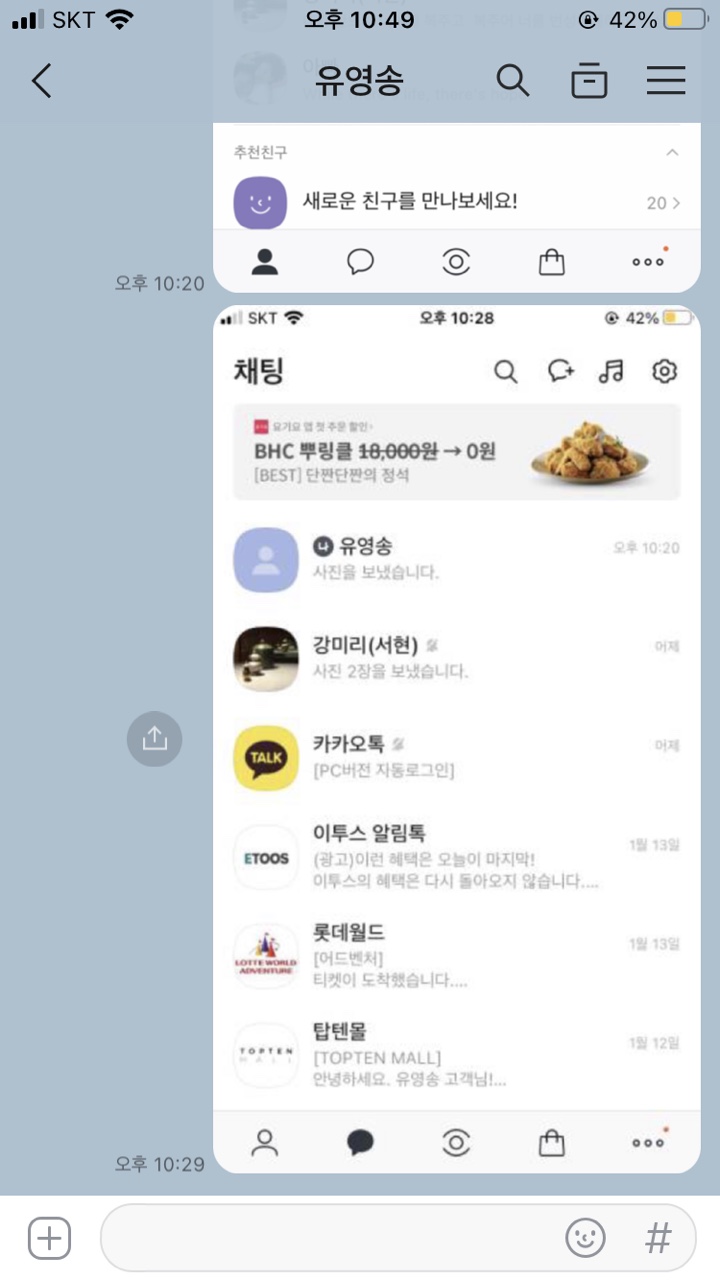 SKT 오후 10:49 42%
유영송
추천친구
새로운 친구를 만나보세요! 20
오후 10:20
SKT 오후 10:28 42%
채팅
요기요 앱 첫 주문 할인
BHC 뿌링클 18,000원 → 0원
[BEST] 단짠단짠의 정석
나 유영송 오후 10:20
사진을 보냈습니다.
강미리(서현) 어제
사진 2장을 보냈습니다.
TALK
카카오톡 어제
[PC버전 자동로그인]
ETOOS
이투스 알림톡 1월 13일
(광고)이런 혜택은 오늘이 마지막!
이투스의 혜택은 다시 돌아오지 않습니다....
LOTTE WORLD
ADVENTURE
롯데월드 1월 13일
[어드벤처]
티켓이 도착했습니다....
TOPTEN
MALL
탑텐몰 1월 12일
[TOPTEN MALL]
안녕하세요. 유영송 고객님!...
오후 10:29
#